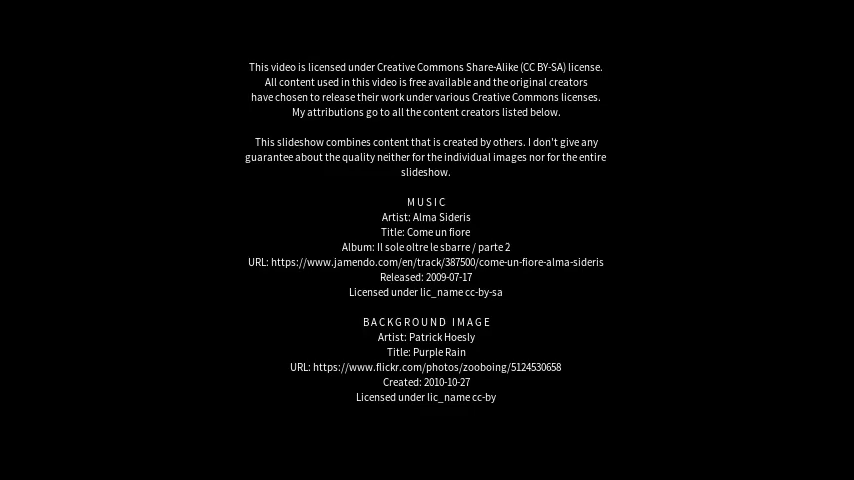 This video is licensed under Creative Commons Share-Alike (CC BY-SA) license.
All content used in this video is free available and the original creators
have chosen to release their work under various Creative Commons licenses.
My attributions go to all the content creators listed below.
This slideshow combines content that is created by others. I don't give any
guarantee about the quality neither for the individual images nor for the entire
slideshow.
MUSIC
Artist: Alma Sideris
Title: Come un fiore
Album: Il sole oltre le sbarre / parte 2
URL: https://www.jamendo.com/en/track/387500/come-un-fiore-alma-sideris
Released: 2009-07-17
Licensed under lic_name cc-by-sa
BACKGROUND IMAGE
Artist: Patrick Hoesly
Title: Purple Rain
URL: https://www.flickr.com/photos/zooboing/5124530658
Created: 2010-10-27
Licensed under lic_name cc-by